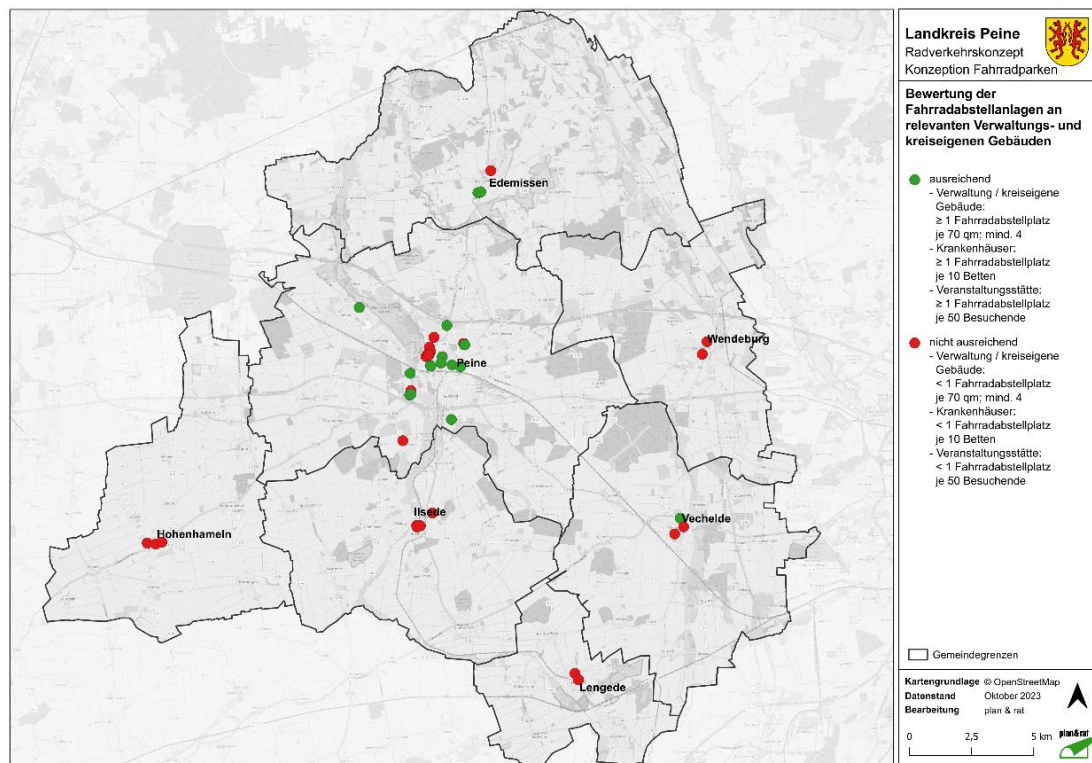 Edemissen
Peine
Wendeburg
Ilsede
Vechelde
Hohenhameln
Lengede
Landkreis Peine
Radverkehrskonzept
Konzeption Fahrradparken
Bewertung der
Fahrradabstellanlagen an
relevanten Verwaltungs- und
kreiseigenen Gebäuden
ausreichend
- Verwaltung / kreiseigene
Gebäude:
≥ 1 Fahrradabstellplatz
je 70 qm; mind. 4
- Krankenhäuser:
≥ 1 Fahrradabstellplatz
je 10 Betten
- Veranstaltungsstätte:
≥ 1 Fahrradabstellplatz
je 50 Besuchende
nicht ausreichend
- Verwaltung / kreiseigene
Gebäude:
< 1 Fahrradabstellplatz
je 70 qm; mind. 4
- Krankenhäuser:
< 1 Fahrradabstellplatz
je 10 Betten
- Veranstaltungsstätte:
< 1 Fahrradabstellplatz
je 50 Besuchende
Gemeindegrenzen
Kartengrundlage © OpenStreetMap
Datenstand Oktober 2023
Bearbeitung plan & rat
0 2,5 5 km
plan&rat